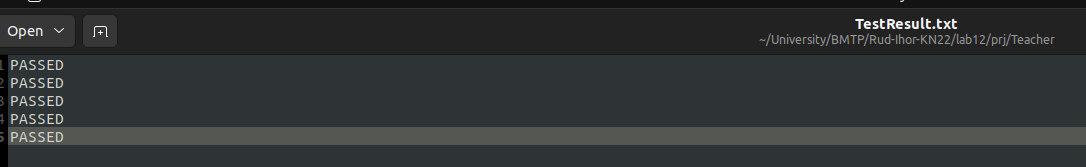 Open
TestResult.txt
~/University/BMTP/Rud-Ihor-KN22/lab12/prj/Teacher
1 PASSED
2 PASSED
3 PASSED
4 PASSED
5 PASSED